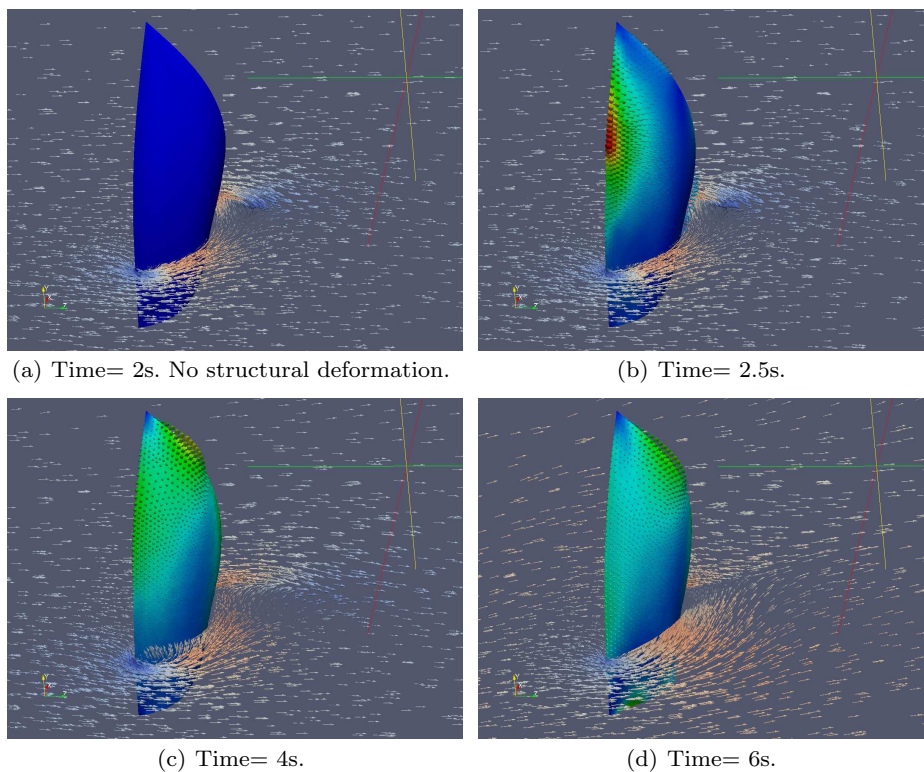 Y
Z
Y
Z
(a) Time= 2s. No structural deformation.
(b) Time= 2.5s.
Y
Z
Y
Z
(c) Time= 4s.
(d) Time= 6s.